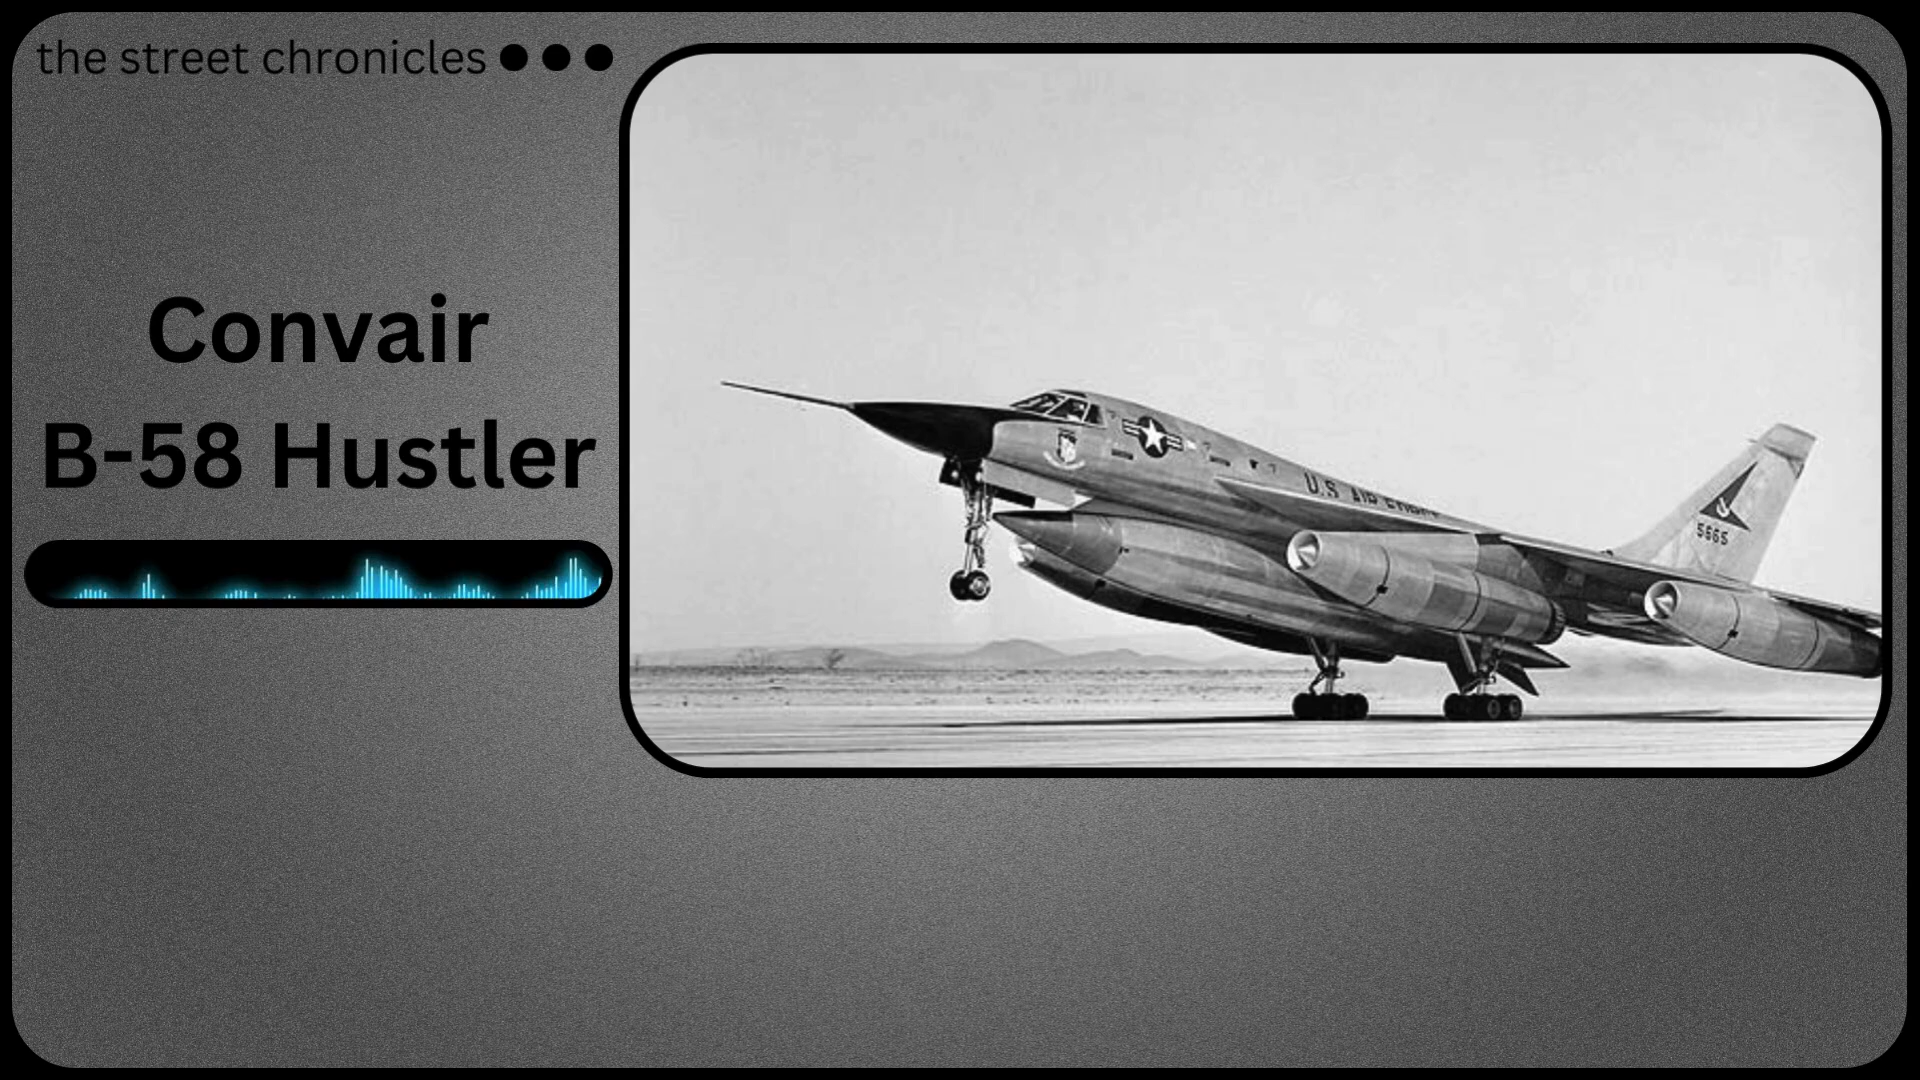 the street chronicles
Convair
B-58 Hustler
U.S. AIR FORCE
5665